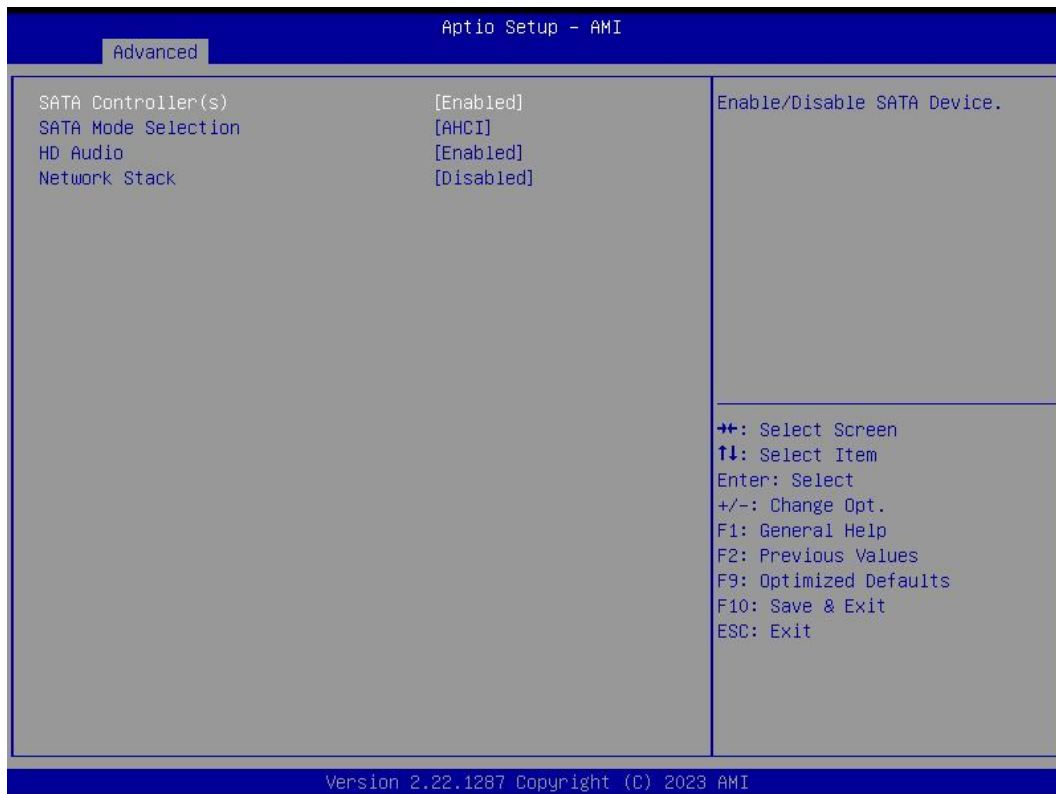 Aptio Setup – AMI
Advanced
SATA Controller(s) [Enabled]
SATA Mode Selection [AHCI]
HD Audio [Enabled]
Network Stack [Disabled]
Enable/Disable SATA Device.
→←: Select Screen
↑↓: Select Item
Enter: Select
+/-: Change Opt.
F1: General Help
F2: Previous Values
F9: Optimized Defaults
F10: Save & Exit
ESC: Exit
Version 2.22.1287 Copyright (C) 2023 AMI